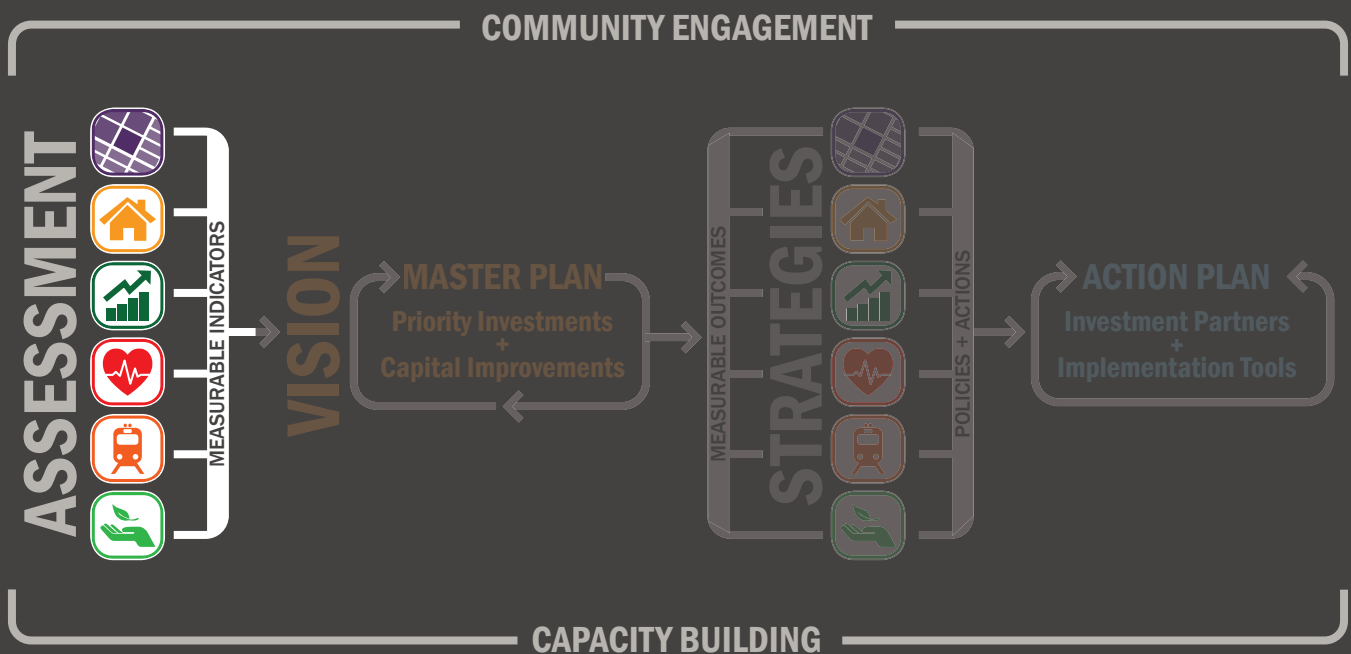 COMMUNITY ENGAGEMENT
ASSESSMENT
MEASURABLE INDICATORS
VISION
MASTER PLAN
Priority Investments
+
Capital Improvements
MEASURABLE OUTCOMES
STRATEGIES
POLICIES + ACTIONS
ACTION PLAN
Investment Partners
+
Implementation Tools
CAPACITY BUILDING